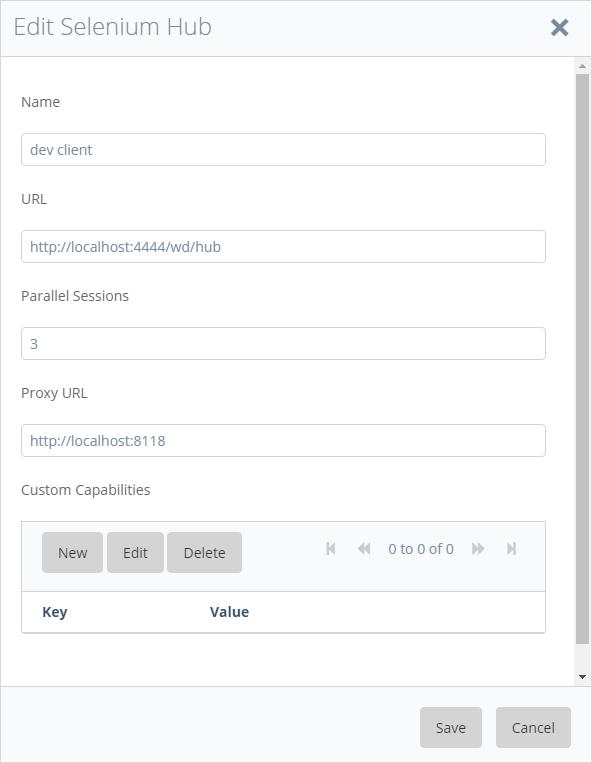 Edit Selenium Hub
Name
dev client
URL
http://localhost:4444/wd/hub
Parallel Sessions
3
Proxy URL
http://localhost:8118
Custom Capabilities
New Edit Delete 0 to 0 of 0
Key Value
Save Cancel